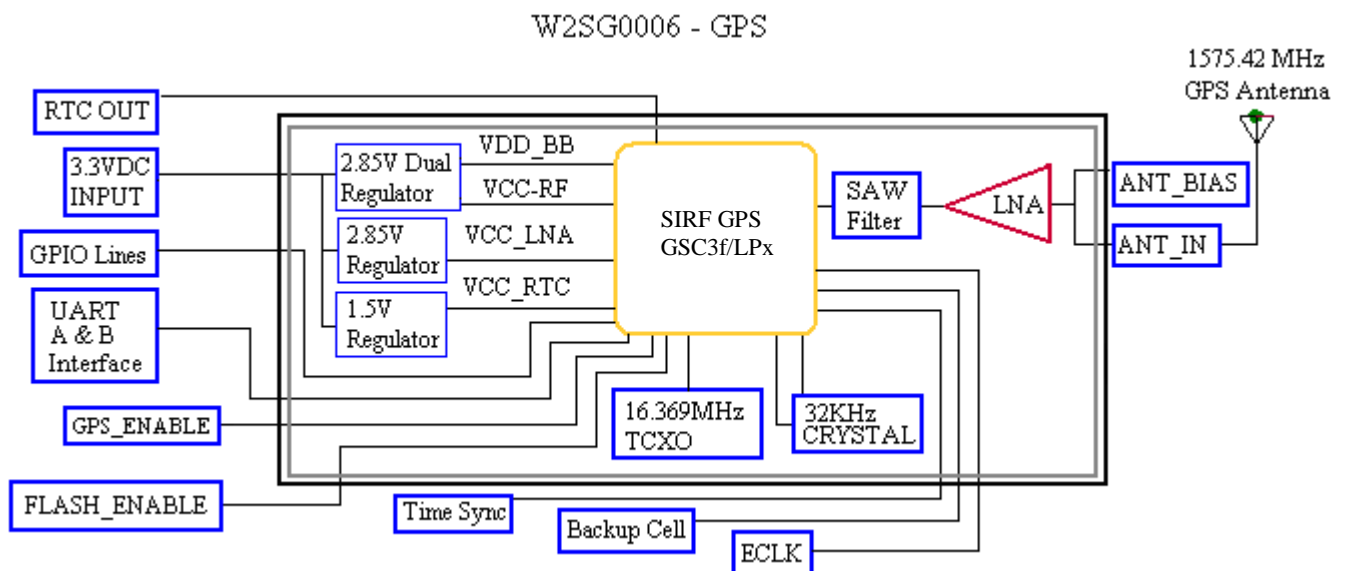 W2SG0006 - GPS
1575.42 MHz
GPS Antenna
RTC OUT
3.3VDC
INPUT
GPIO Lines
UART
A & B
Interface
GPS_ENABLE
FLASH_ENABLE
2.85V Dual
Regulator
2.85V
Regulator
1.5V
Regulator
VDD_BB
VCC-RF
VCC_LNA
VCC_RTC
SIRF GPS
GSC3f/LPx
SAW
Filter
LNA
ANT_BIAS
ANT_IN
16.369MHz
TCXO
32KHz
CRYSTAL
Time Sync
Backup Cell
ECLK